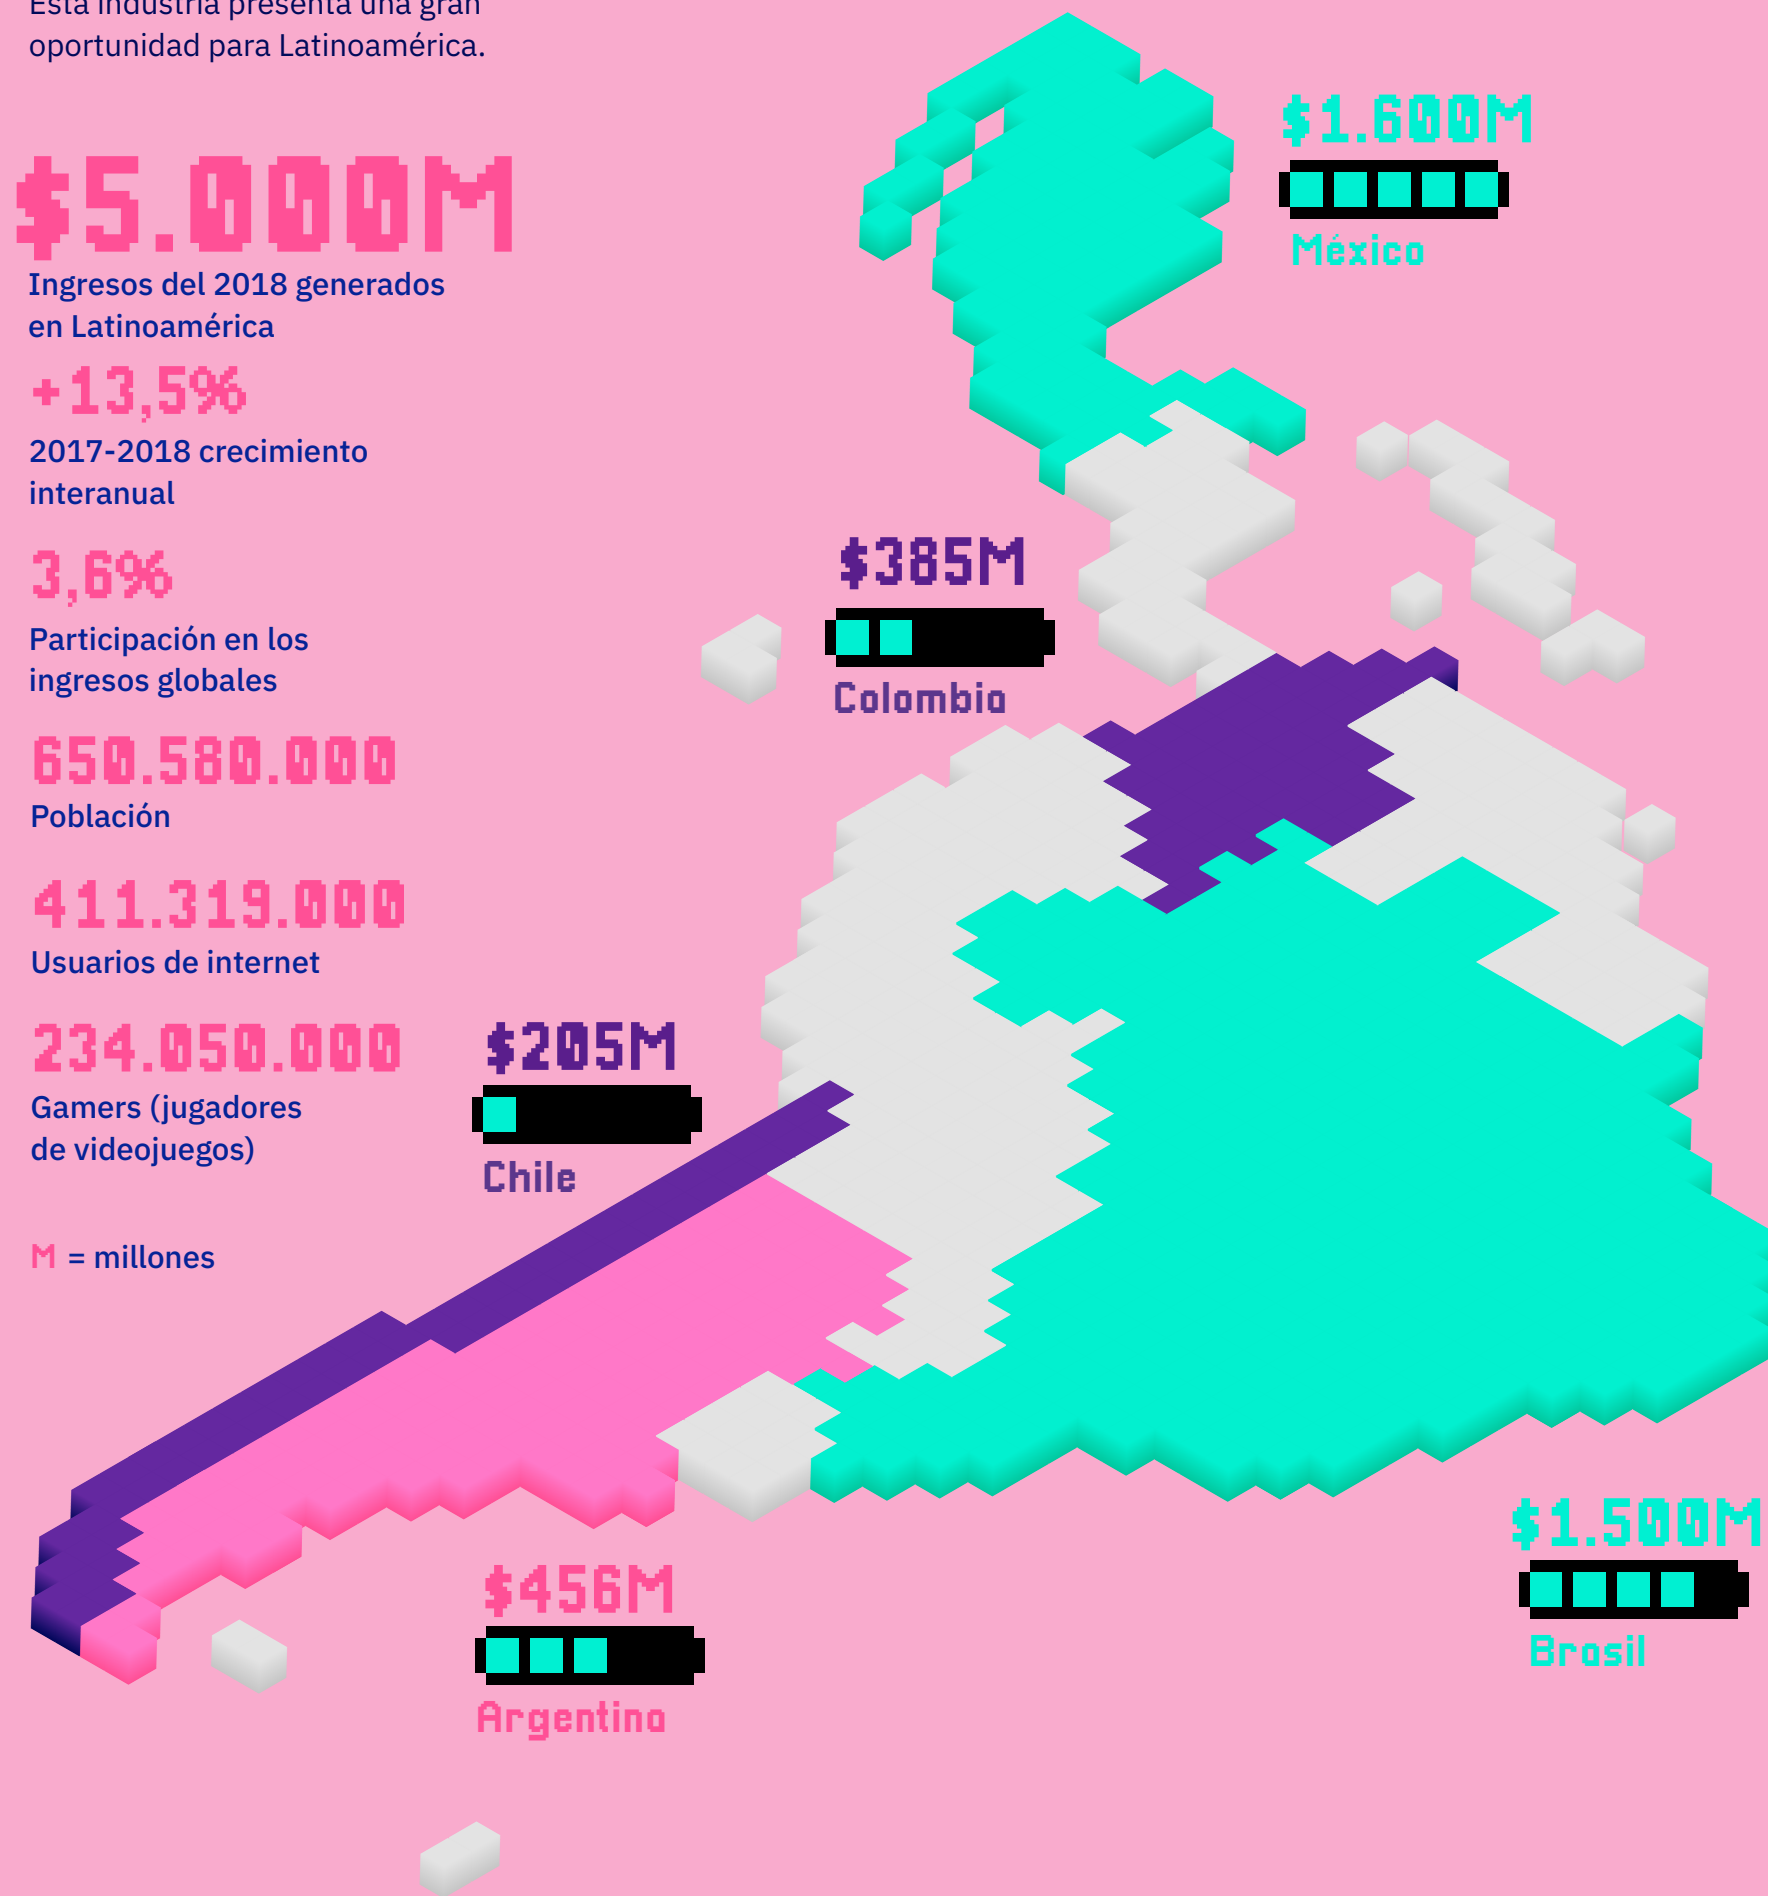 Esta industria presenta una gran
oportunidad para Latinoamérica.
$5.000M
Ingresos del 2018 generados
en Latinoamérica
+13,5%
2017-2018 crecimiento
interanual
3,6%
Participación en los
ingresos globales
650.580.000
Población
411.319.000
Usuarios de internet
234.050.000
Gamers (jugadores
de videojuegos)
M = millones
$1.600M
México
$385M
Colombia
$205M
Chile
$456M
Argentina
$1.500M
Brasil